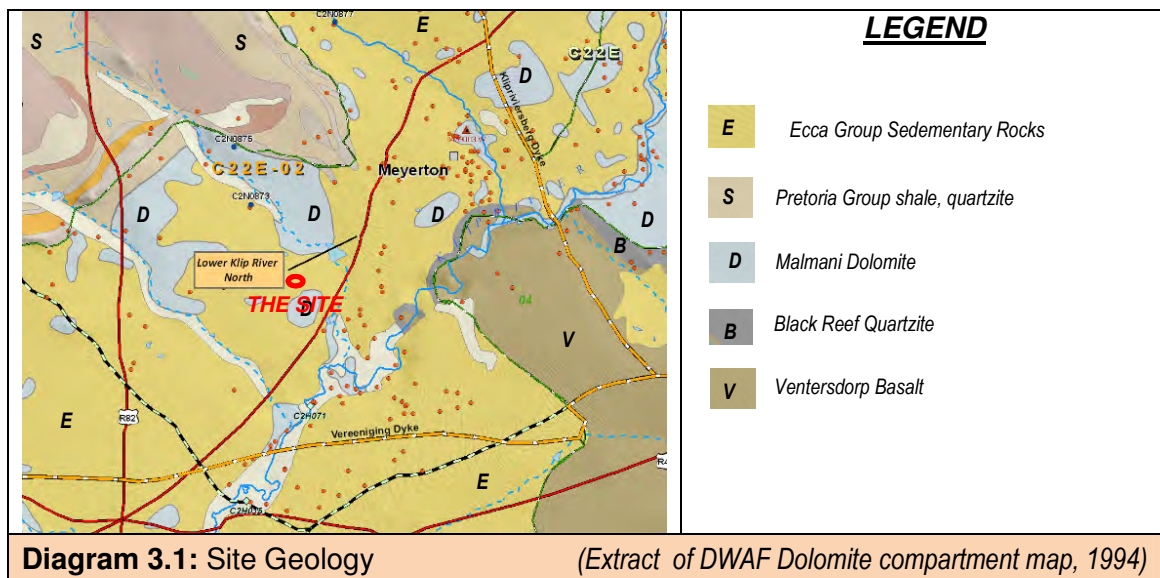 C2N0877
E
S
S
C22E
D
Klipriviersberg Dyke
C2N0875
C22E-02
Meyerton
C2N0873
D
D
D
D
B
Lower Klip River
North
THE SITE
D
04
V
R82
E
C2H071
Vereeniging Dyke
E
R4
LEGEND
E Ecca Group Sedementary Rocks
S Pretoria Group shale, quartzite
D Malmani Dolomite
B Black Reef Quartzite
V Ventersdorp Basalt
Diagram 3.1: Site Geology (Extract of DWAF Dolomite compartment map, 1994)